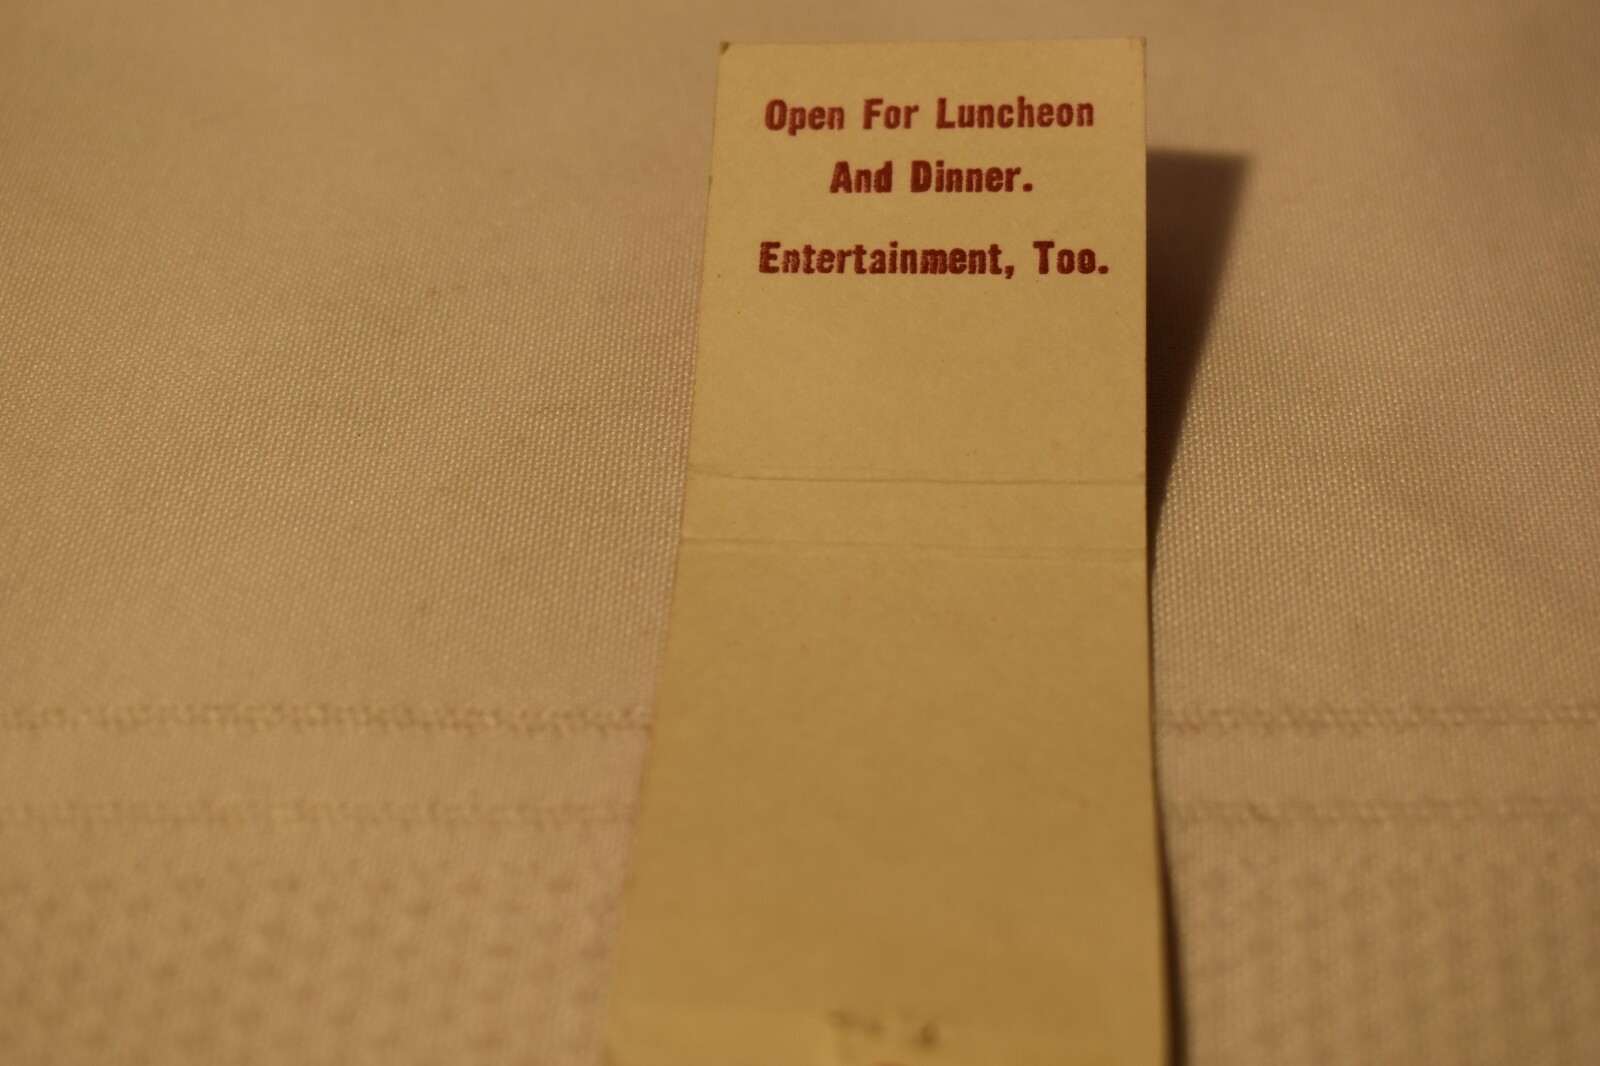 Open For Luncheon
And Dinner.
Entertainment, Too.